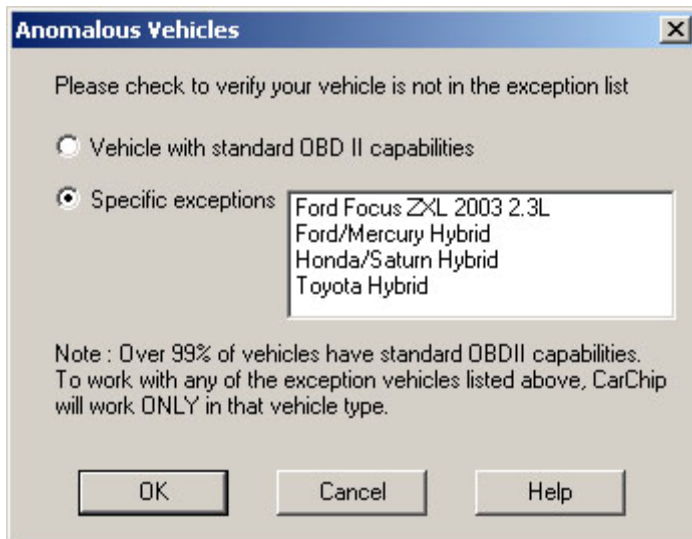 Anomalous Vehicles
Please check to verify your vehicle is not in the exception list
Vehicle with standard OBD II capabilities
Specific exceptions
Ford Focus ZXL 2003 2.3L
Ford/Mercury Hybrid
Honda/Saturn Hybrid
Toyota Hybrid
Note : Over 99% of vehicles have standard OBDII capabilities.
To work with any of the exception vehicles listed above, CarChip
will work ONLY in that vehicle type.
OK
Cancel
Help